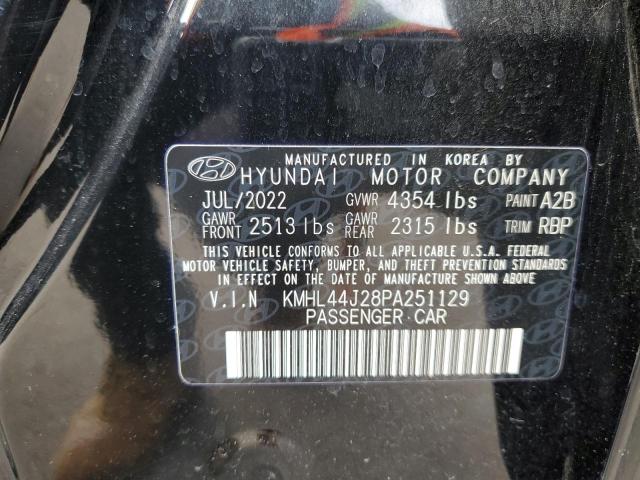 MANUFACTURED IN KOREA BY
HYUNDAI MOTOR COMPANY
JUL/2022 GVWR 4354 lbs PAINT A2B
GAWR FRONT 2513 lbs GAWR REAR 2315 lbs TRIM RBP
THIS VEHICLE CONFORMS TO ALL APPLICABLE U.S.A. FEDERAL
MOTOR VEHICLE SAFETY, BUMPER, AND THEFT PREVENTION STANDARDS
IN EFFECT ON THE DATE OF MANUFACTURE SHOWN ABOVE.
V.I.N KMHL44J28PA251129
PASSENGER CAR